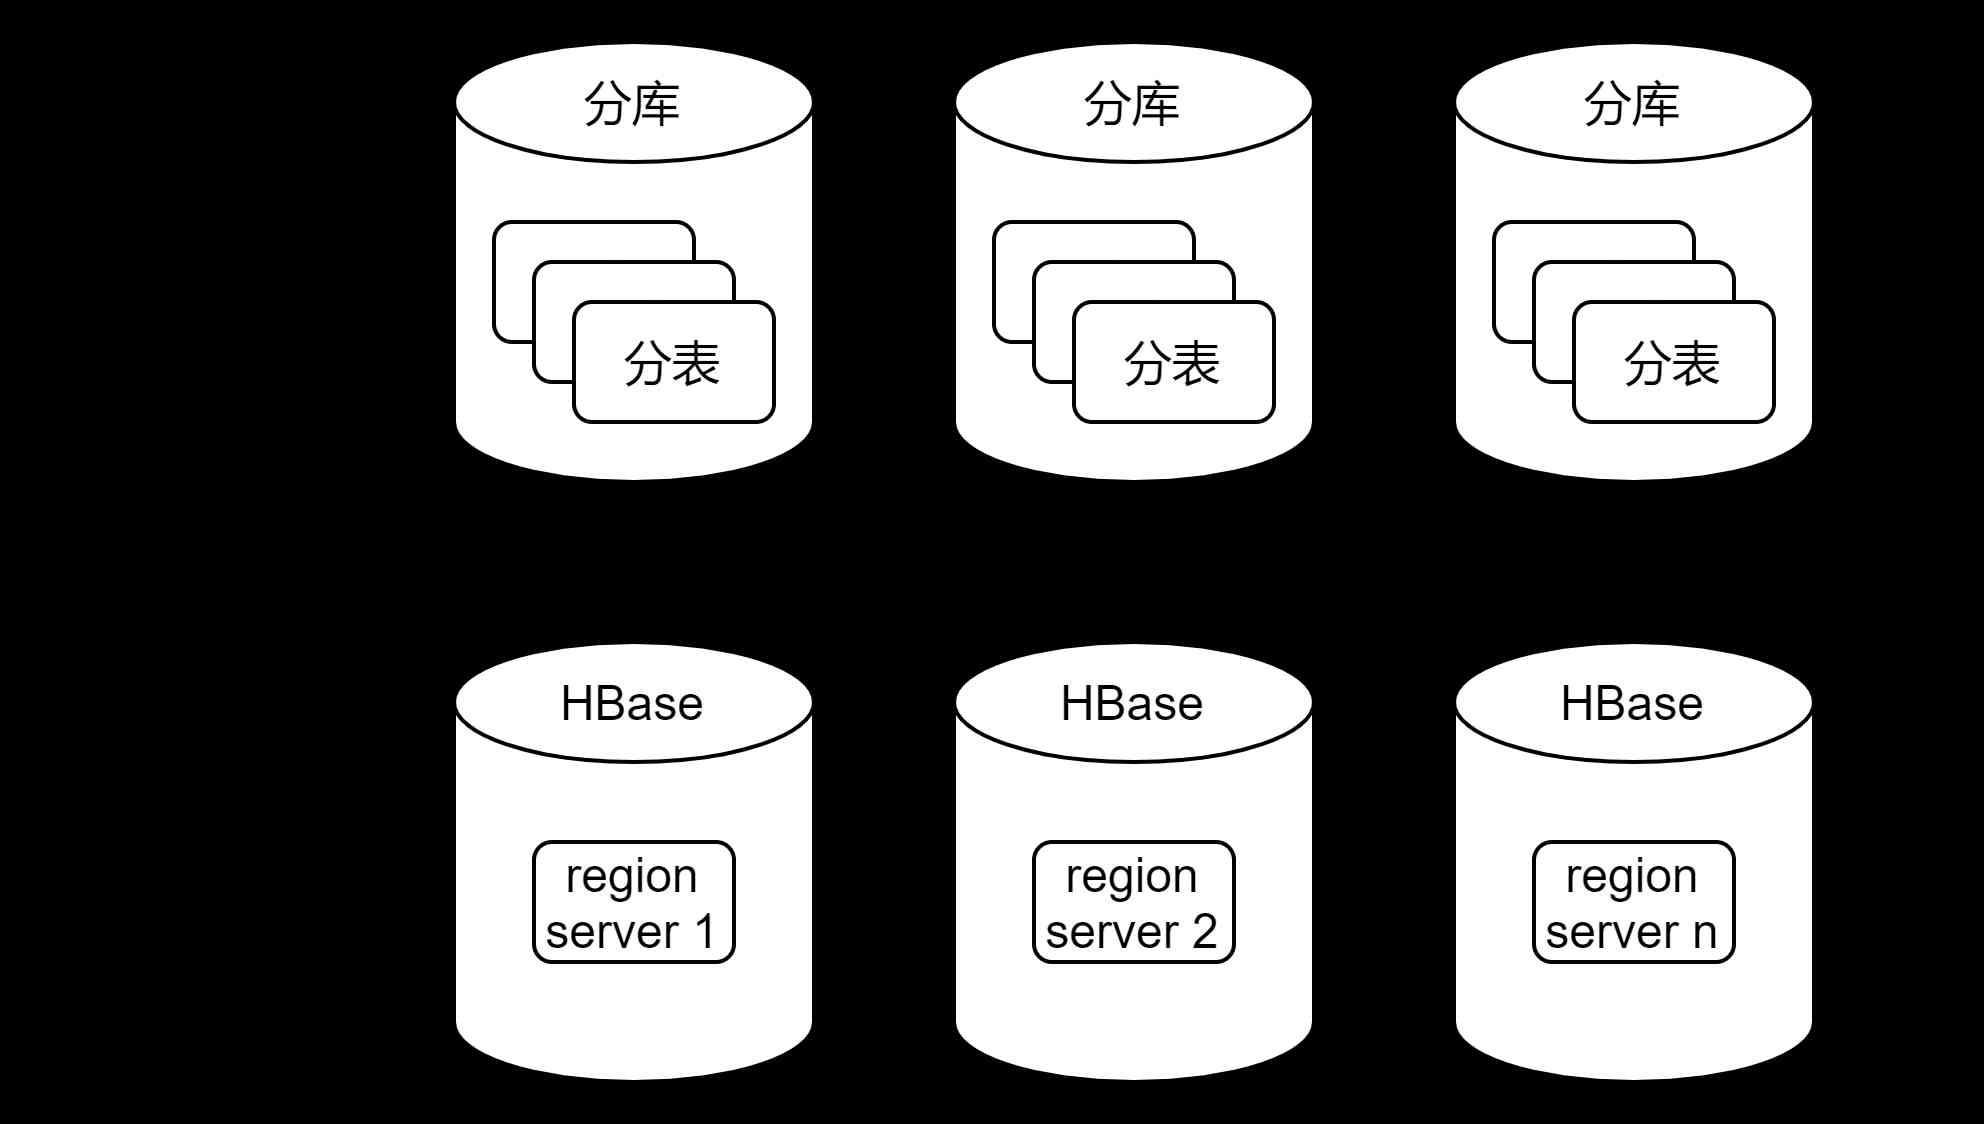 分库
分库
分库
分表
分表
分表
HBase
HBase
HBase
region
server 1
region
server 2
region
server n